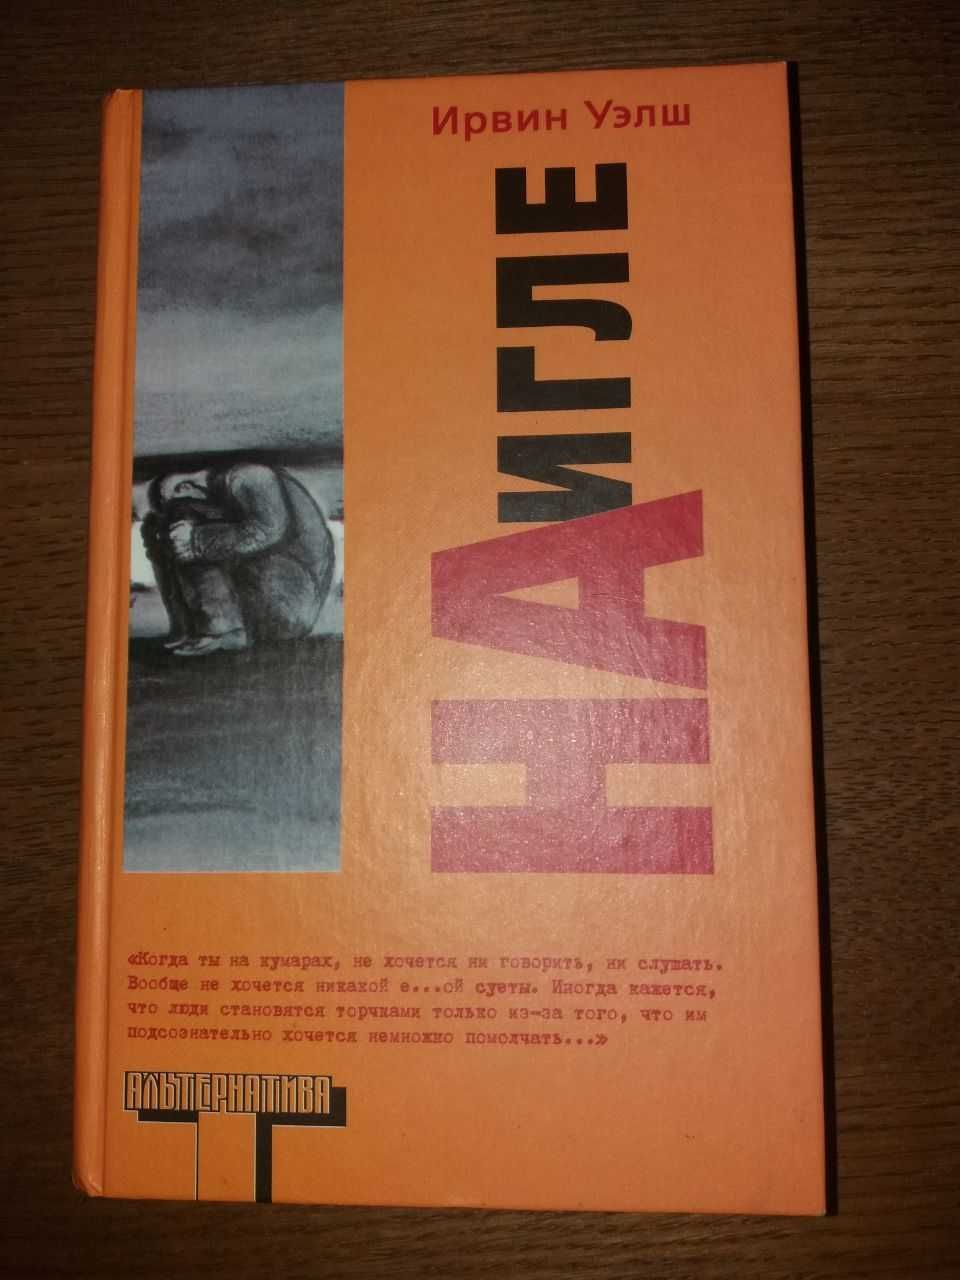 Ирвин Уэлш
НА ИГЛЕ
«Когда ты на кумарах, не хочется ни говорить, ни слушать.
Вообще не хочется никакой е...ой суеты. Иногда кажется,
что люди становятся торчками только из-за того, что им
подсознательно хочется немножко помолчать...»
АЛЬТЕРНАТИВА